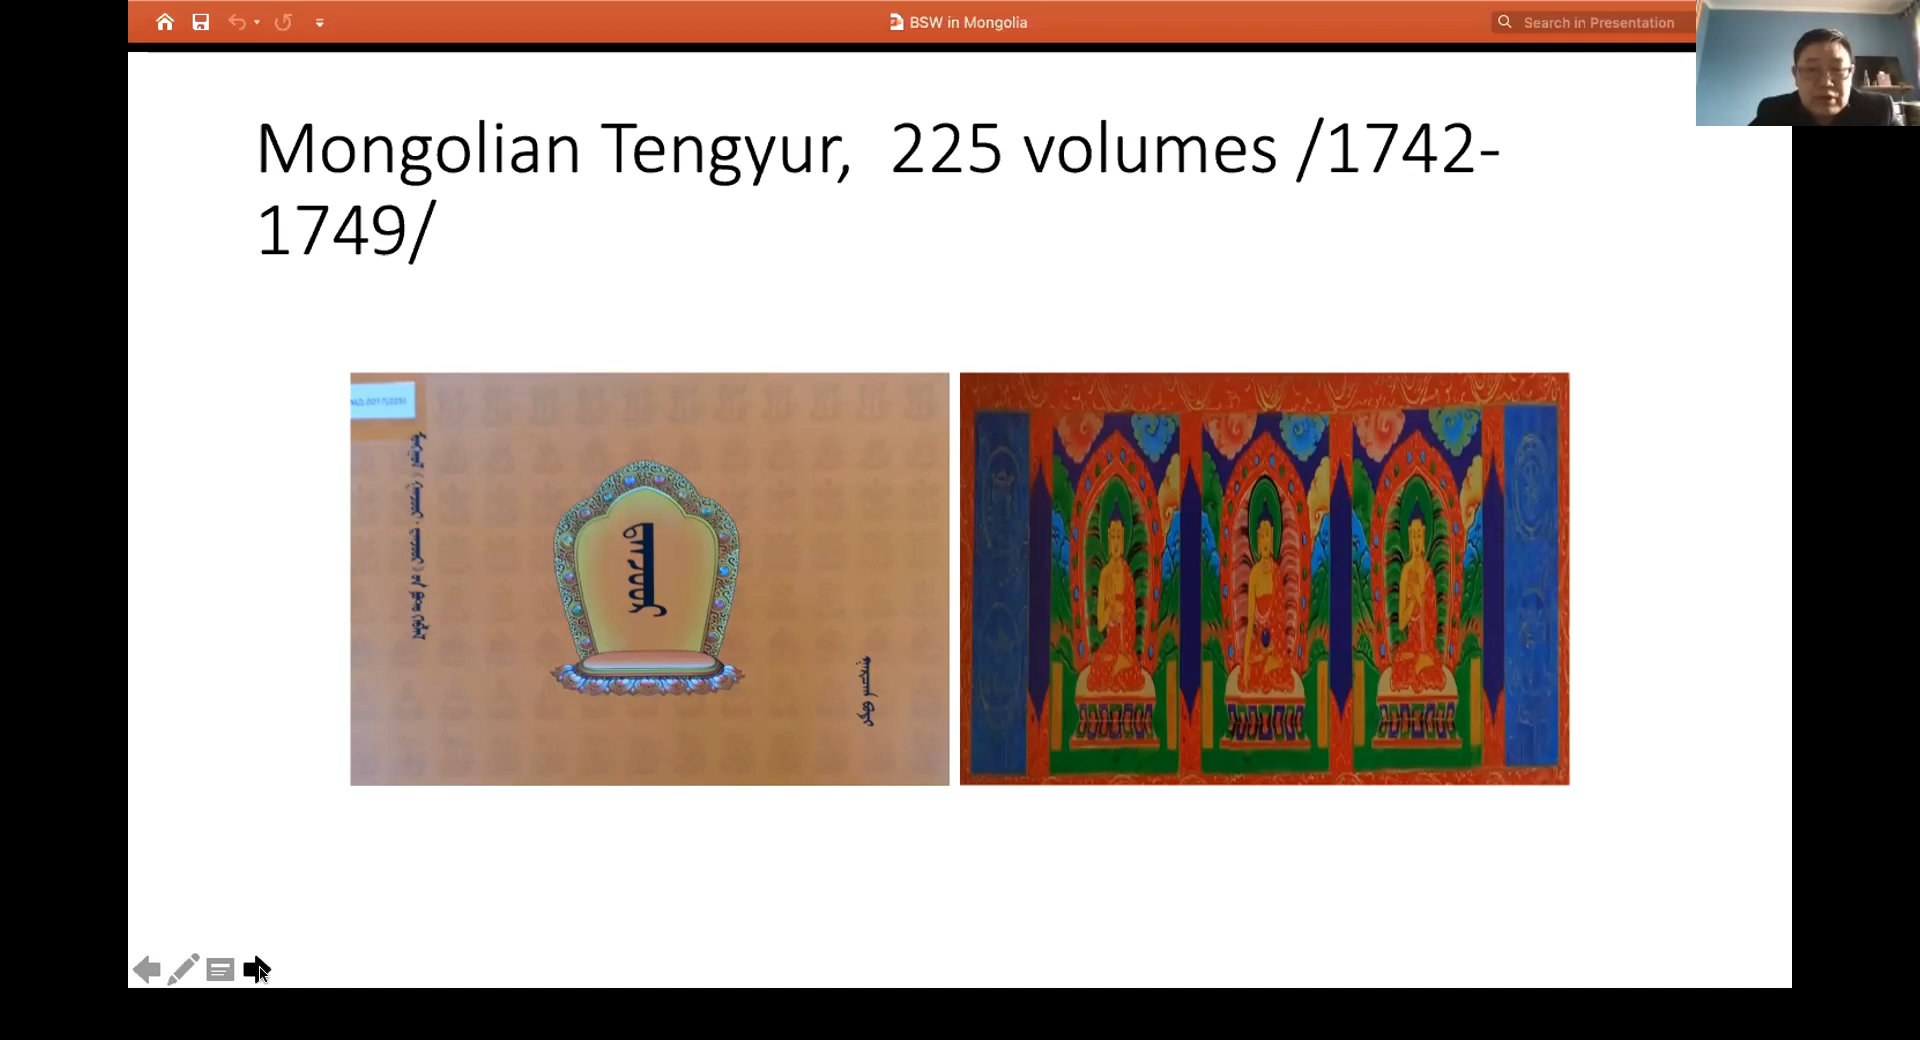 BSW in Mongolia
Search in Presentation
Mongolian Tengyur, 225 volumes /1742-
1749/